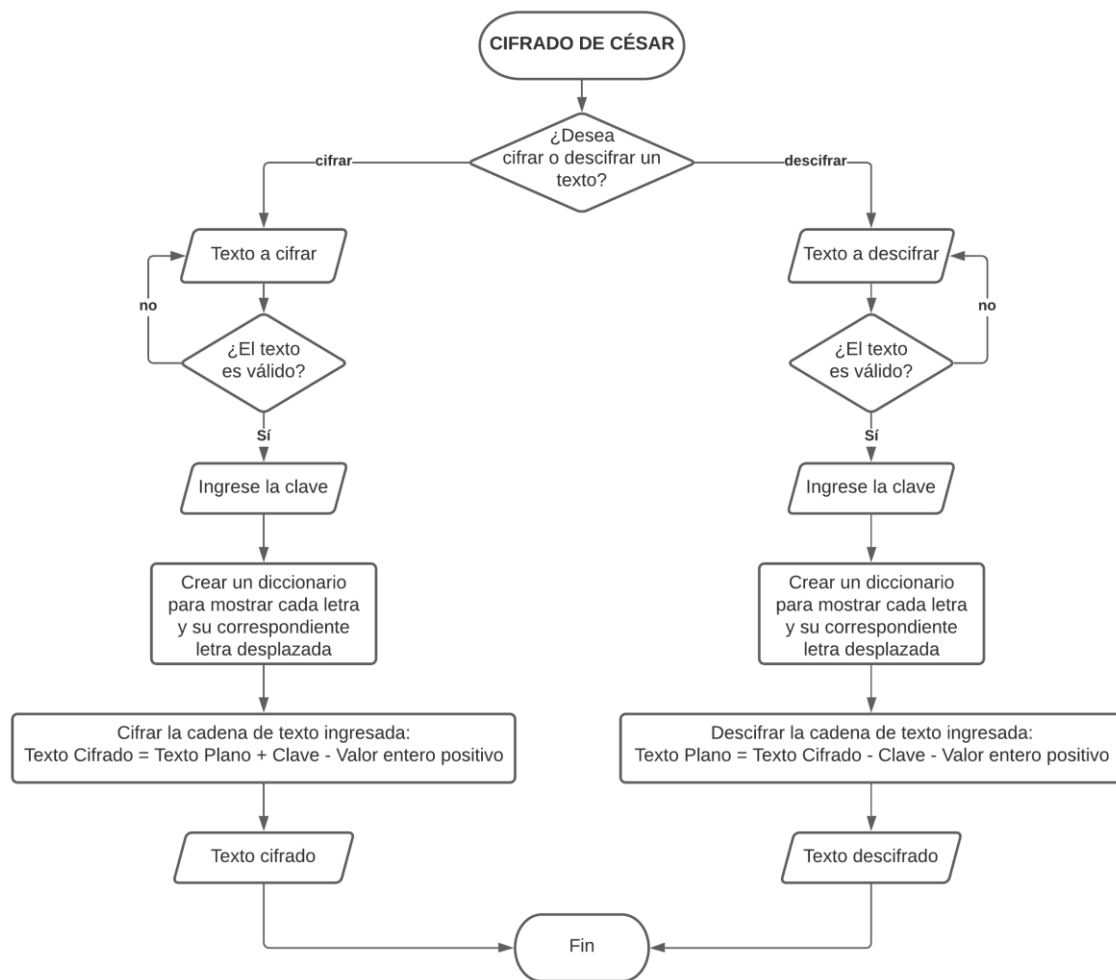 CIFRADO DE CÉSAR
¿Desea
cifrar o descifrar un
texto?
cifrar
descifrar
Texto a cifrar
no
¿El texto
es válido?
Sí
Ingrese la clave
Crear un diccionario
para mostrar cada letra
y su correspondiente
letra desplazada
Cifrar la cadena de texto ingresada:
Texto Cifrado = Texto Plano + Clave - Valor entero positivo
Texto cifrado
Texto a descifrar
no
¿El texto
es válido?
Sí
Ingrese la clave
Crear un diccionario
para mostrar cada letra
y su correspondiente
letra desplazada
Descifrar la cadena de texto ingresada:
Texto Plano = Texto Cifrado - Clave - Valor entero positivo
Texto descifrado
Fin